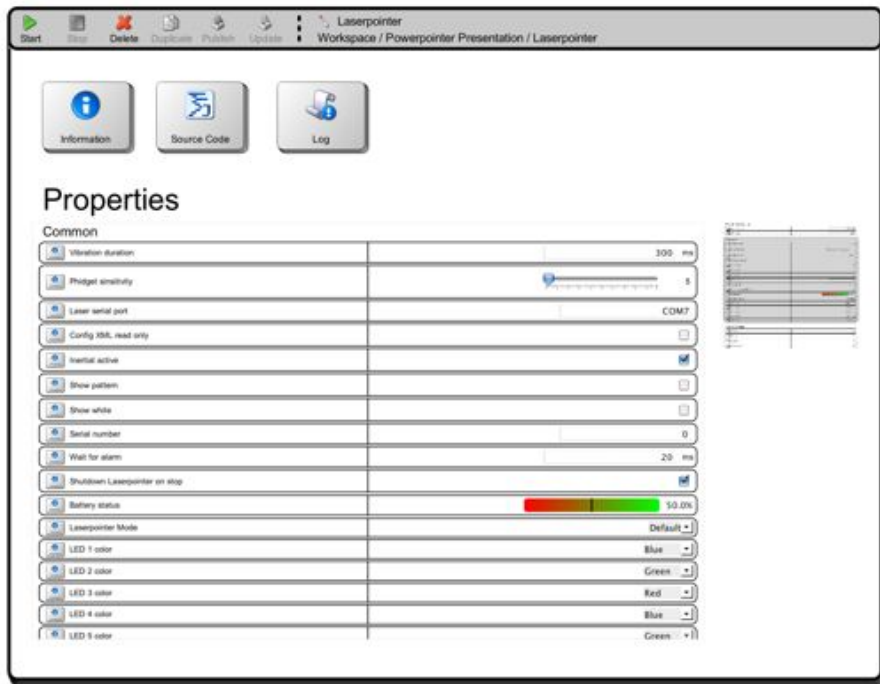 Laserpointer
Start Stop Delete Duplicate Publish Update Workspace / Powerpointer Presentation / Laserpointer
Information Source Code Log
Properties
Common
Vibration duration 300 ms
Phidget sinsitivity 5
Laser serial port COM7
Config XML read only
Inertial active
Show pattern
Show white
Serial number 0
Wait for alarm 20 ms
Shutdown Laserpointer on stop
Battery status 50.0%
Laserpointer Mode Default
LED 1 color Blue
LED 2 color Green
LED 3 color Red
LED 4 color Blue
LED 5 color Green